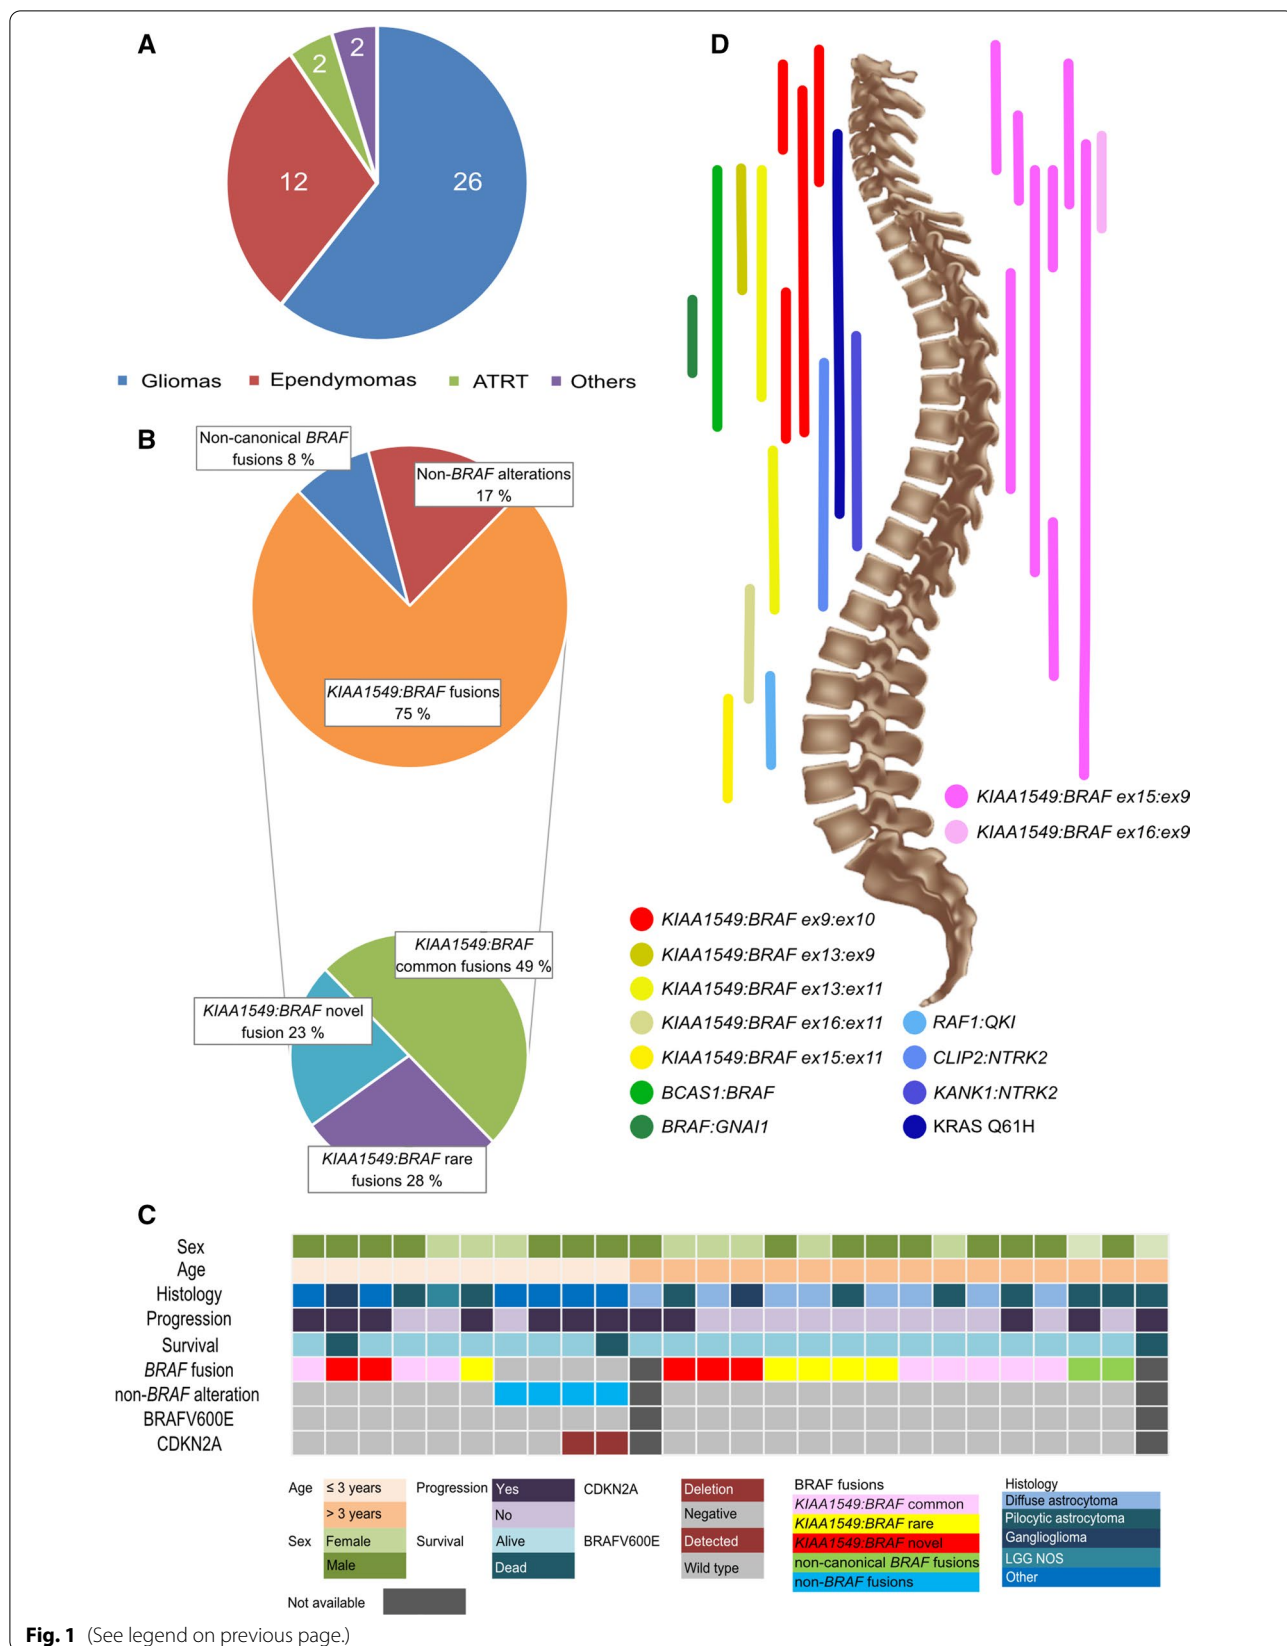 A
2
2
12
26
Gliomas
Ependymomas
ATRT
Others
B
Non-canonical BRAF
fusions 8 %
Non-BRAF alterations
17 %
KIAA1549:BRAF fusions
75 %
KIAA1549:BRAF
common fusions 49 %
KIAA1549:BRAF novel
fusion 23 %
KIAA1549:BRAF rare
fusions 28 %
D
KIAA1549:BRAF ex15:ex9
KIAA1549:BRAF ex16:ex9
KIAA1549:BRAF ex9:ex10
KIAA1549:BRAF ex13:ex9
KIAA1549:BRAF ex13:ex11
KIAA1549:BRAF ex16:ex11
KIAA1549:BRAF ex15:ex11
BCAS1:BRAF
BRAF:GNAI1
RAF1:QKI
CLIP2:NTRK2
KANK1:NTRK2
KRAS Q61H
C
Sex
Age
Histology
Progression
Survival
BRAF fusion
non-BRAF alteration
BRAFV600E
CDKN2A
Age
≤ 3 years
> 3 years
Sex
Female
Male
Not available
Progression
Yes
No
Survival
Alive
Dead
CDKN2A
Deletion
Negative
BRAFV600E
Detected
Wild type
BRAF fusions
KIAA1549:BRAF common
KIAA1549:BRAF rare
KIAA1549:BRAF novel
non-canonical BRAF fusions
non-BRAF fusions
Histology
Diffuse astrocytoma
Pilocytic astrocytoma
Ganglioglioma
LGG NOS
Other
Fig. 1 (See legend on previous page.)